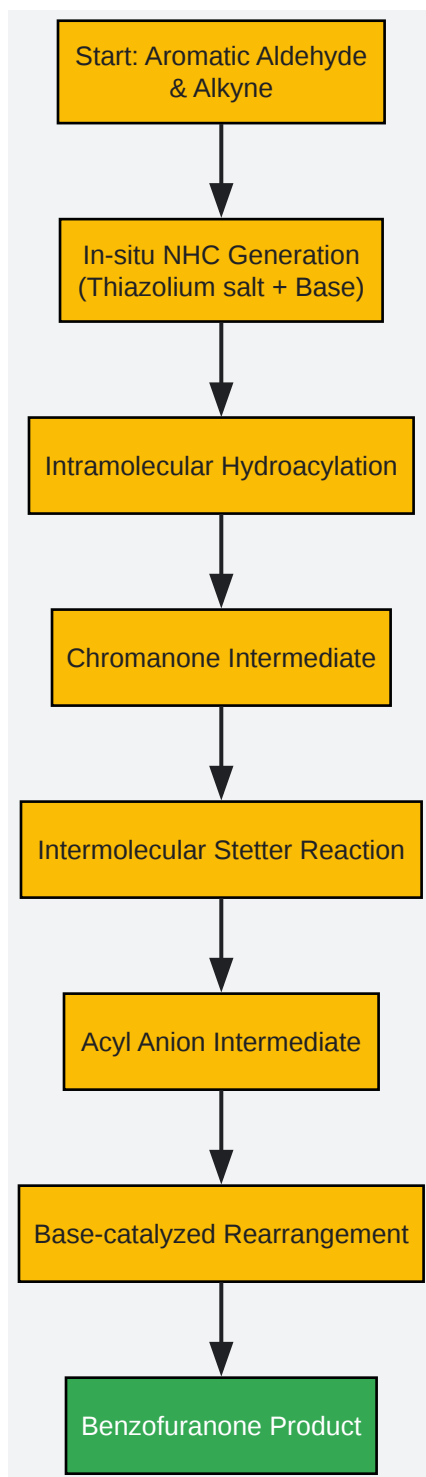 Start: Aromatic Aldehyde
& Alkyne
In-situ NHC Generation
(Thiazolium salt + Base)
Intramolecular Hydroacylation
Chromanone Intermediate
Intermolecular Stetter Reaction
Acyl Anion Intermediate
Base-catalyzed Rearrangement
Benzofuranone Product